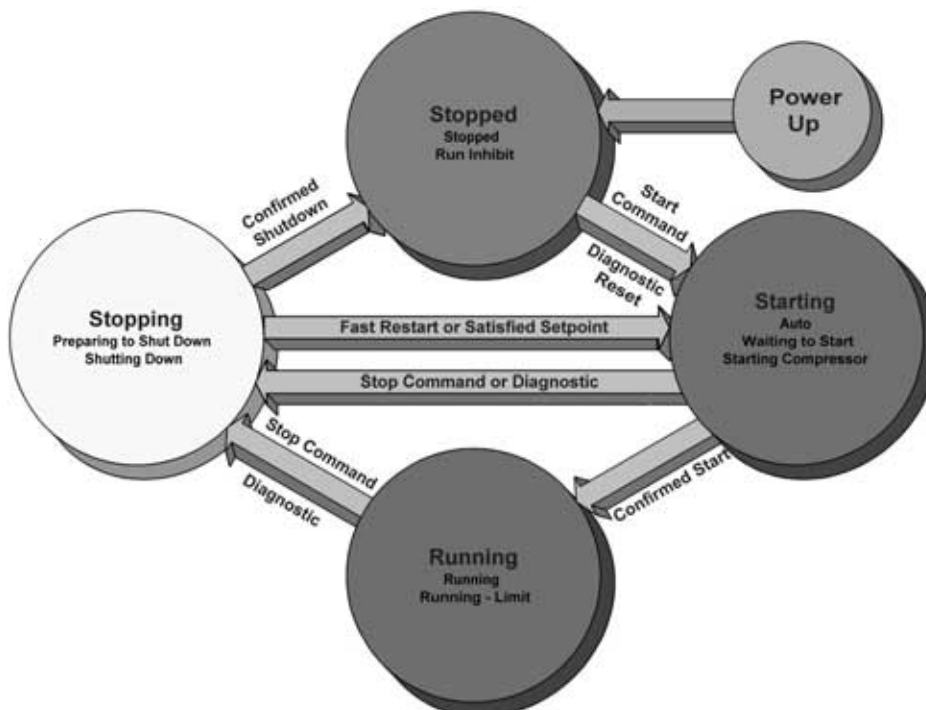 Stopped
Stopped
Run Inhibit
Power
Up
Confirmed
Shutdown
Start
Command
Diagnostic
Reset
Stopping
Preparing to Shut Down
Shutting Down
Fast Restart or Satisfied Setpoint
Stop Command or Diagnostic
Starting
Auto
Waiting to Start
Starting Compressor
Stop Command
Diagnostic
Confirmed Start
Running
Running
Running - Limit